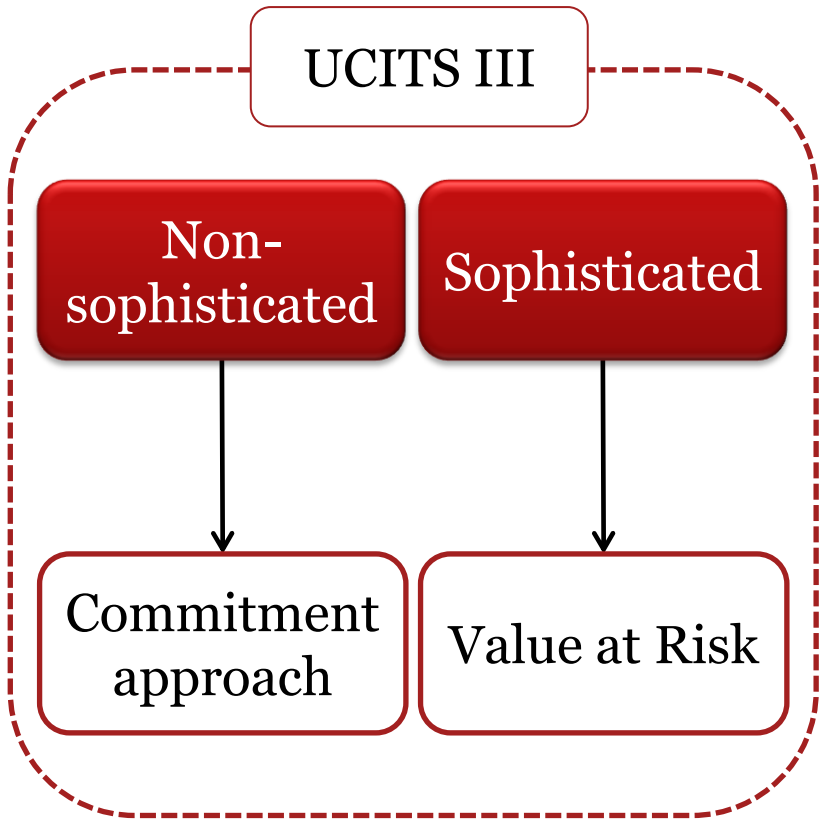 UCITS III
Non-
sophisticated
Sophisticated
Commitment
approach
Value at Risk